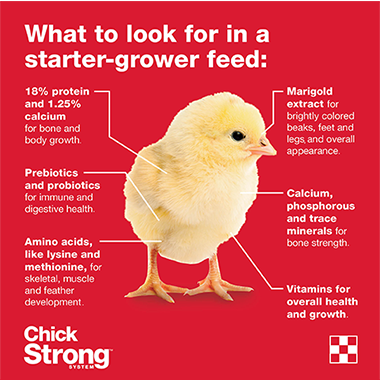 What to look for in a
starter-grower feed:
18% protein
and 1.25%
calcium
for bone and
body growth.
Prebiotics
and probiotics
for immune and
digestive health.
Amino acids,
like lysine and
methionine, for
skeletal, muscle
and feather
development.
Marigold
extract for
brightly colored
beaks, feet and
legs, and overall
appearance.
Calcium,
phosphorous
and trace
minerals for
bone strength.
Vitamins for
overall health
and growth.
Chick
Strong™
SYSTEM